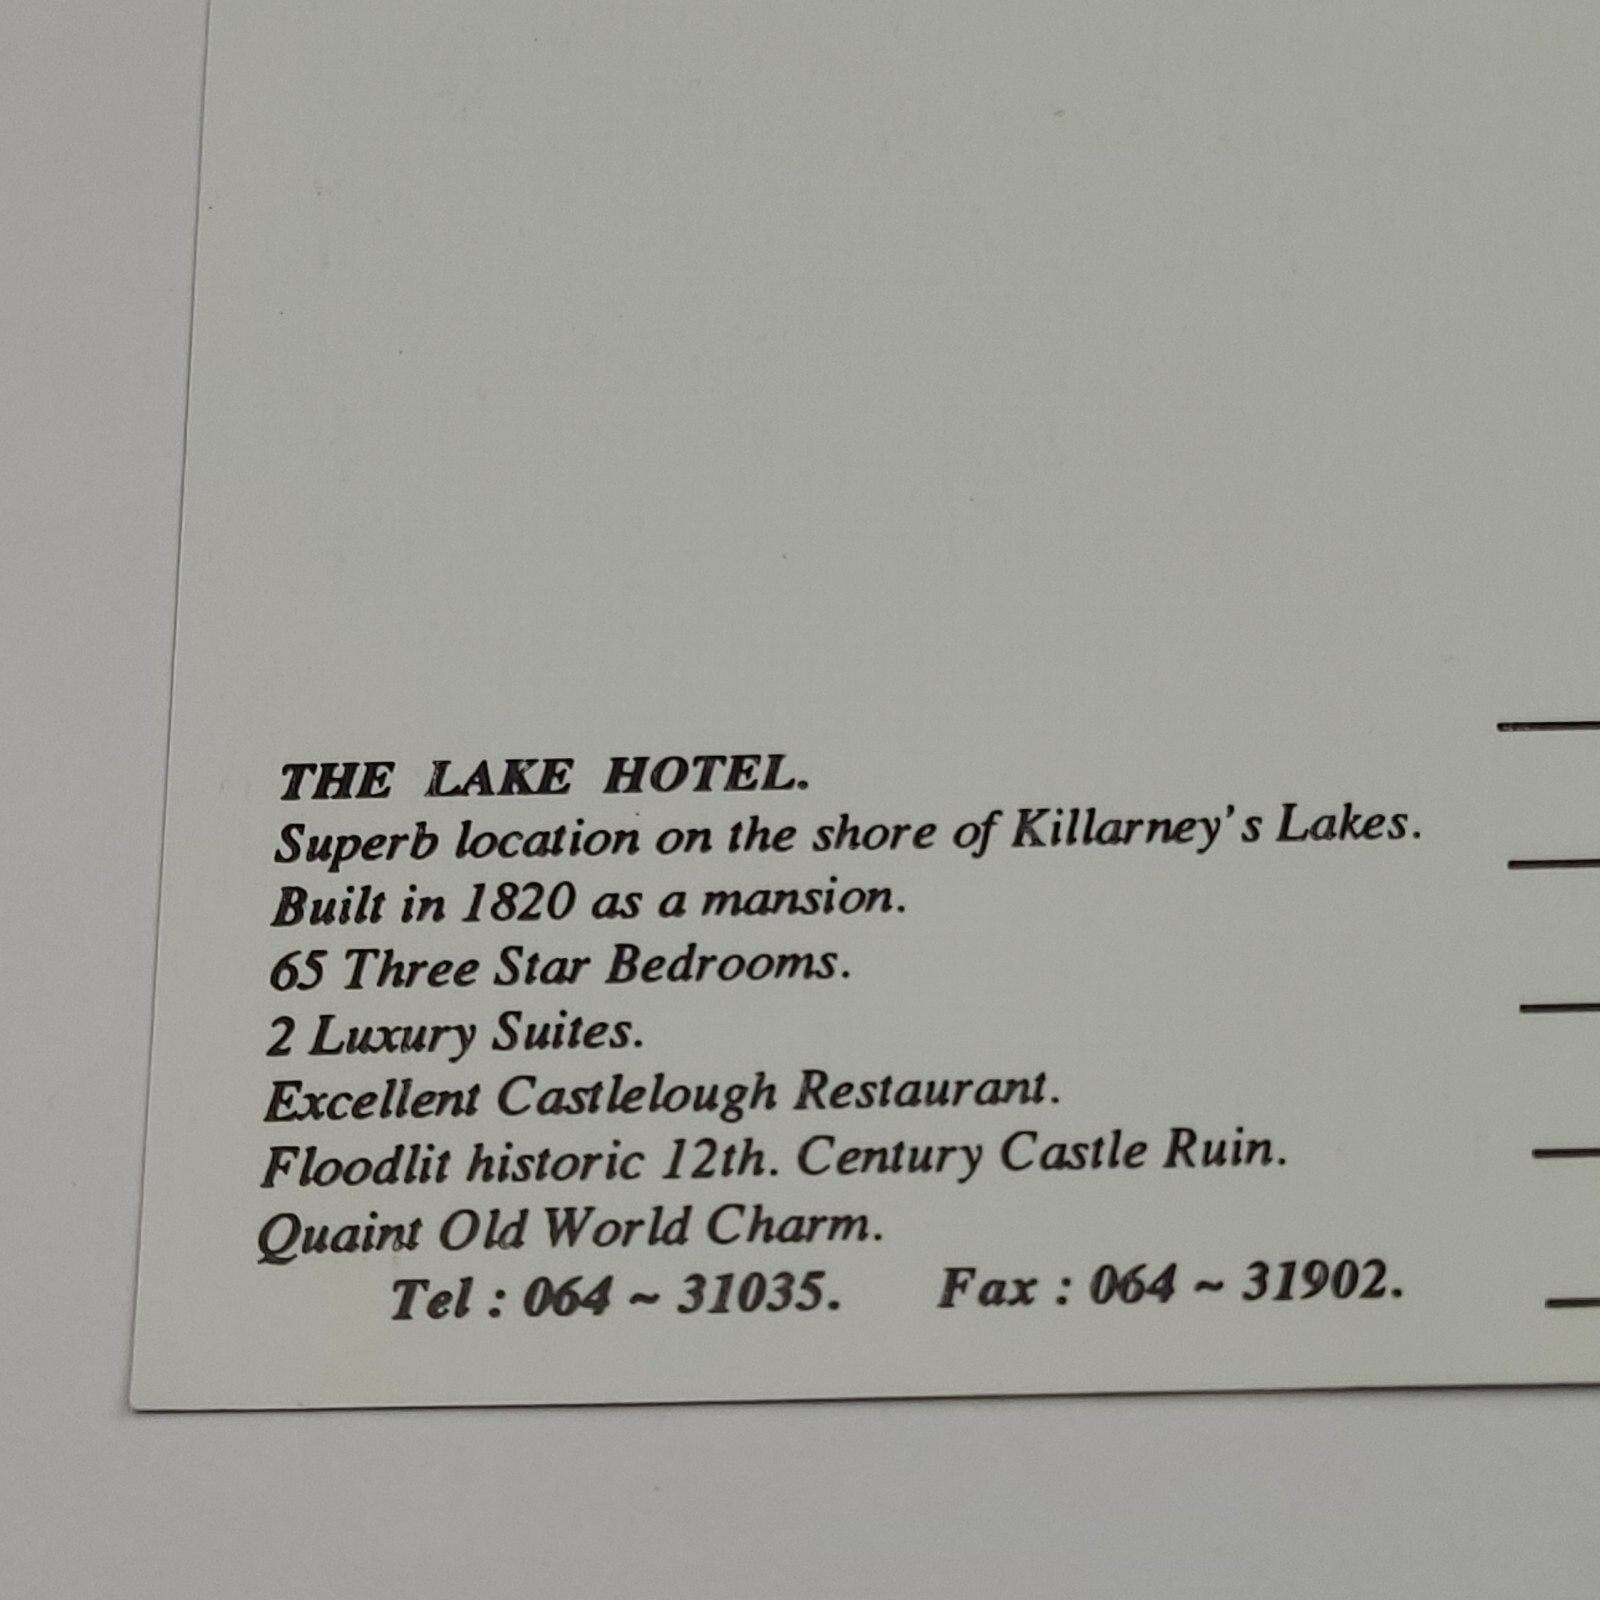 THE LAKE HOTEL.
Superb location on the shore of Killarney's Lakes.
Built in 1820 as a mansion.
65 Three Star Bedrooms.
2 Luxury Suites.
Excellent Castlelough Restaurant.
Floodlit historic 12th. Century Castle Ruin.
Quaint Old World Charm.
Tel : 064 ~ 31035. Fax : 064 ~ 31902.